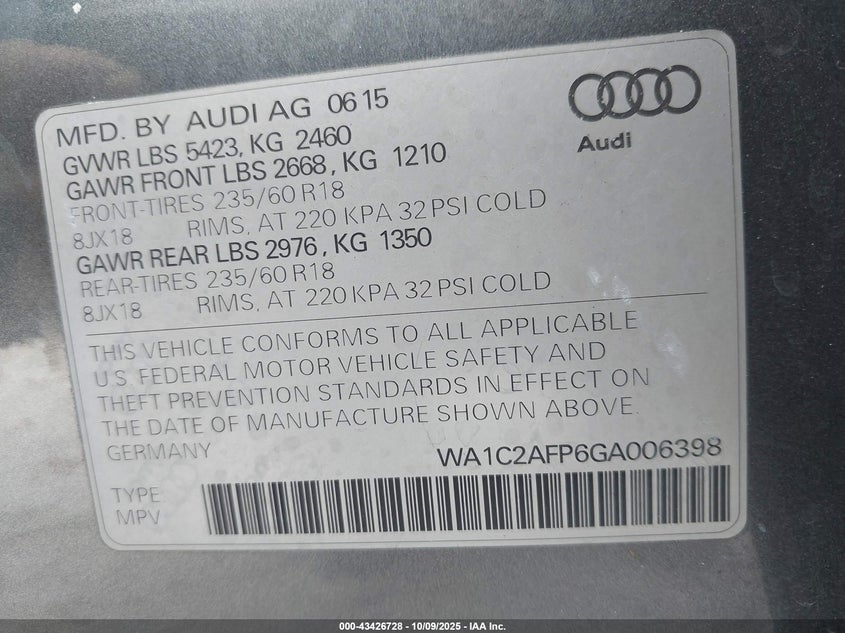 MFD. BY AUDI AG 0615
GVWR LBS 5423, KG 2460
GAWR FRONT LBS 2668, KG 1210
FRONT-TIRES 235/60 R18
8JX18 RIMS, AT 220 KPA 32 PSI COLD
GAWR REAR LBS 2976, KG 1350
REAR-TIRES 235/60 R18
8JX18 RIMS, AT 220 KPA 32 PSI COLD
Audi
THIS VEHICLE CONFORMS TO ALL APPLICABLE
U.S. FEDERAL MOTOR VEHICLE SAFETY AND
THEFT PREVENTION STANDARDS IN EFFECT ON
THE DATE OF MANUFACTURE SHOWN ABOVE.
GERMANY WA1C2AFP6GA006398
TYPE
MPV
000-43426728 - 10/09/2025 - IAA Inc.